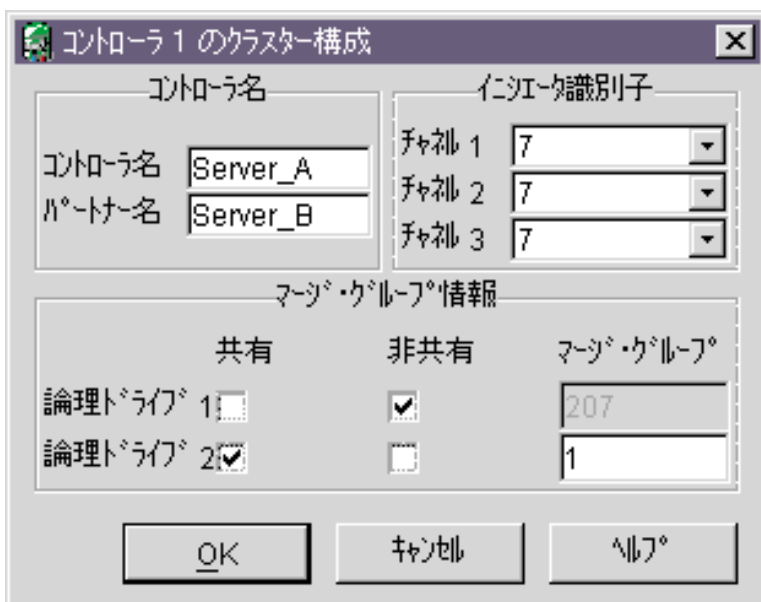 コントローラ 1 のクラスター構成
コントローラ名
コントローラ名 Server_A
パートナー名 Server_B
イニシエータ識別子
チャネル 1 7
チャネル 2 7
チャネル 3 7
マージ・グループ情報
共有 非共有 マージ・グループ
論理ドライブ 1 207
論理ドライブ 2 1
OK キャンセル ヘルプ